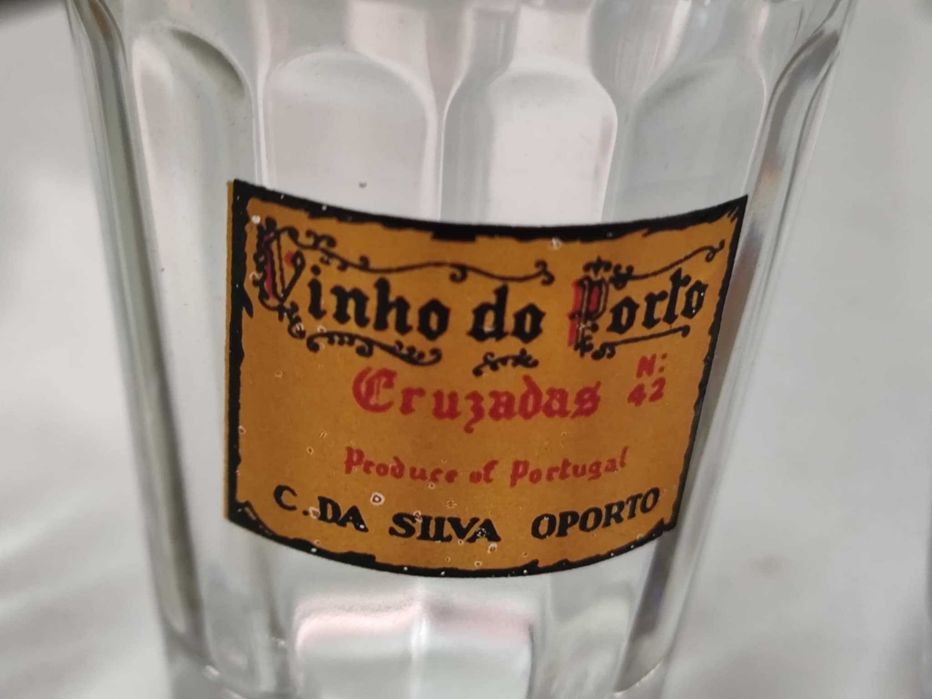 Vinho do Porto
Cruzadas N: 42
Produce of Portugal
C. DA SILVA OPORTO